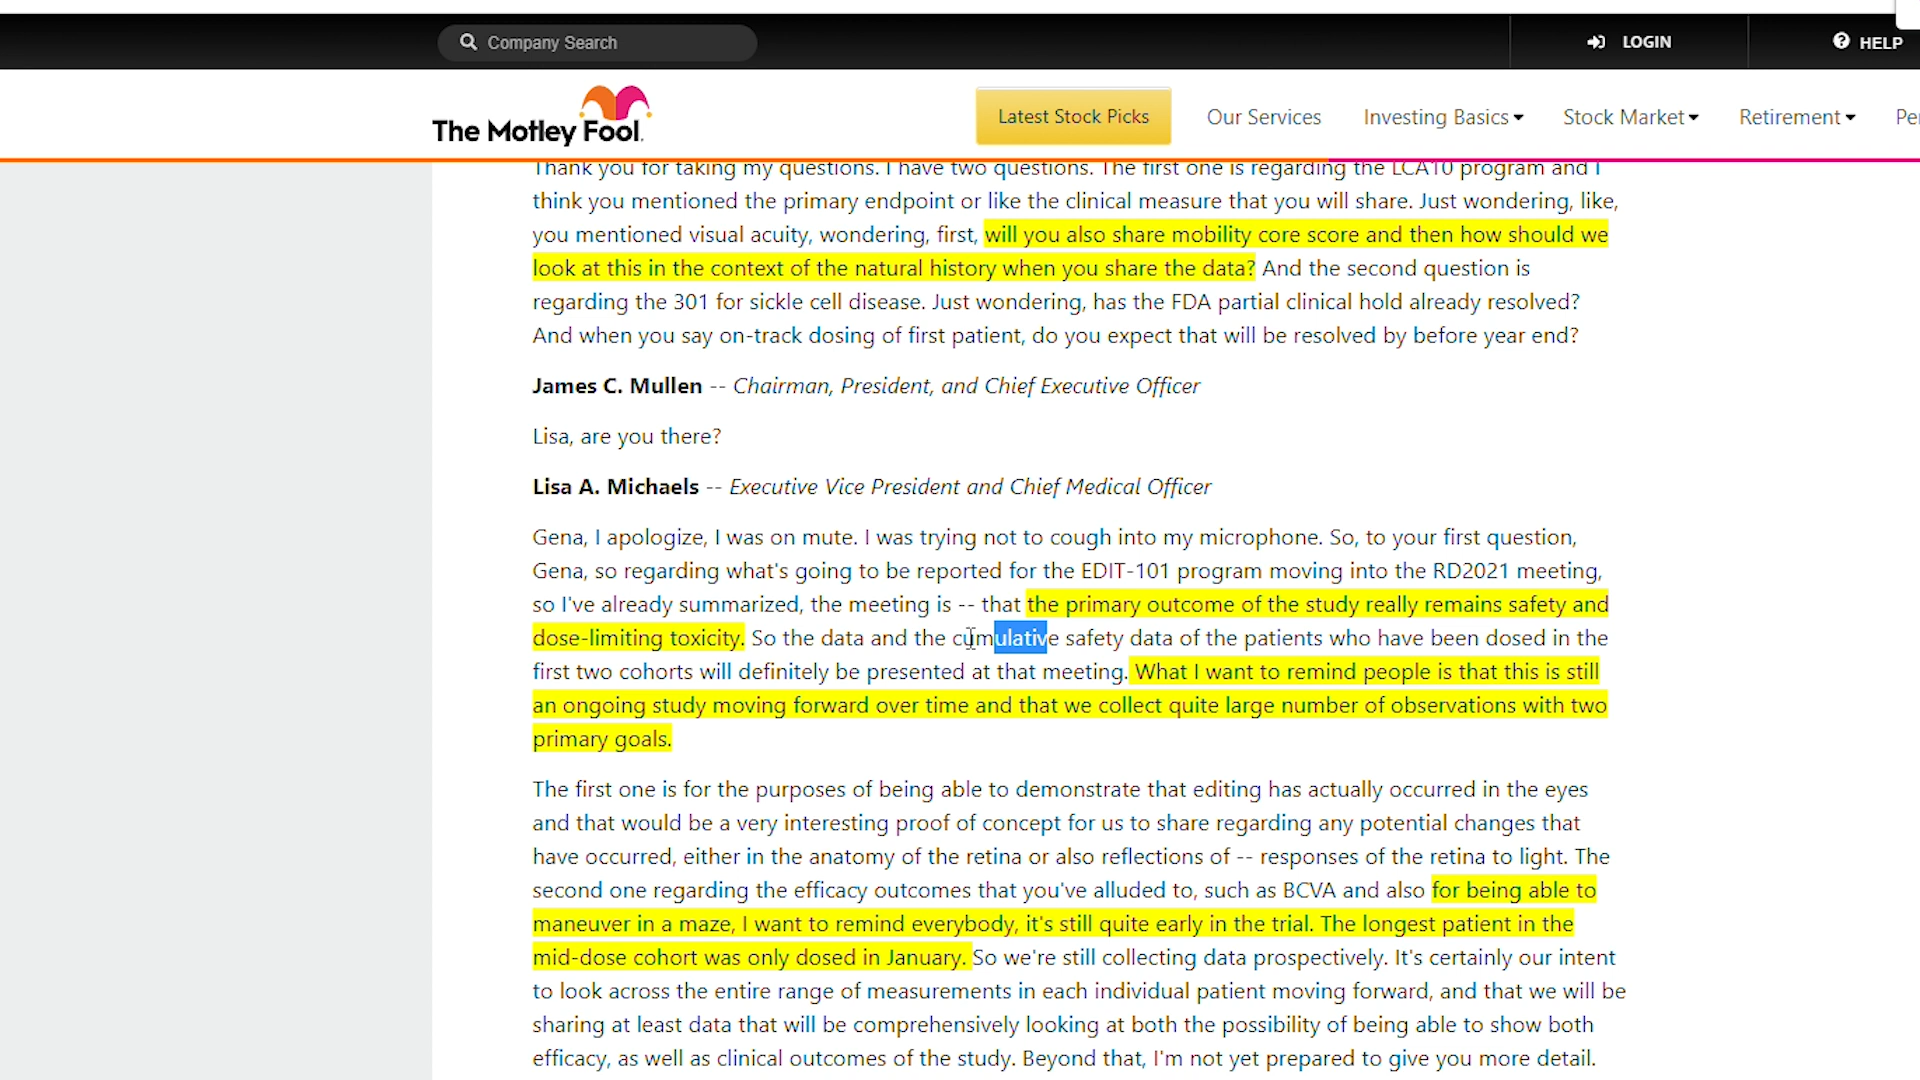 Company Search
LOGIN
HELP
The Motley Fool.
Latest Stock Picks
Our Services
Investing Basics
Stock Market
Retirement
Thank you for taking my questions. I have two questions. The first one is regarding the LCA10 program and I
think you mentioned the primary endpoint or like the clinical measure that you will share. Just wondering, like,
you mentioned visual acuity, wondering, first, will you also share mobility core score and then how should we
look at this in the context of the natural history when you share the data? And the second question is
regarding the 301 for sickle cell disease. Just wondering, has the FDA partial clinical hold already resolved?
And when you say on-track dosing of first patient, do you expect that will be resolved by before year end?
James C. Mullen -- Chairman, President, and Chief Executive Officer
Lisa, are you there?
Lisa A. Michaels -- Executive Vice President and Chief Medical Officer
Gena, I apologize, I was on mute. I was trying not to cough into my microphone. So, to your first question,
Gena, so regarding what's going to be reported for the EDIT-101 program moving into the RD2021 meeting,
so I've already summarized, the meeting is -- that the primary outcome of the study really remains safety and
dose-limiting toxicity. So the data and the cumulative safety data of the patients who have been dosed in the
first two cohorts will definitely be presented at that meeting. What I want to remind people is that this is still
an ongoing study moving forward over time and that we collect quite large number of observations with two
primary goals.
The first one is for the purposes of being able to demonstrate that editing has actually occurred in the eyes
and that would be a very interesting proof of concept for us to share regarding any potential changes that
have occurred, either in the anatomy of the retina or also reflections of -- responses of the retina to light. The
second one regarding the efficacy outcomes that you've alluded to, such as BCVA and also for being able to
maneuver in a maze, I want to remind everybody, it's still quite early in the trial. The longest patient in the
mid-dose cohort was only dosed in January. So we're still collecting data prospectively. It's certainly our intent
to look across the entire range of measurements in each individual patient moving forward, and that we will be
sharing at least data that will be comprehensively looking at both the possibility of being able to show both
efficacy, as well as clinical outcomes of the study. Beyond that, I'm not yet prepared to give you more detail.